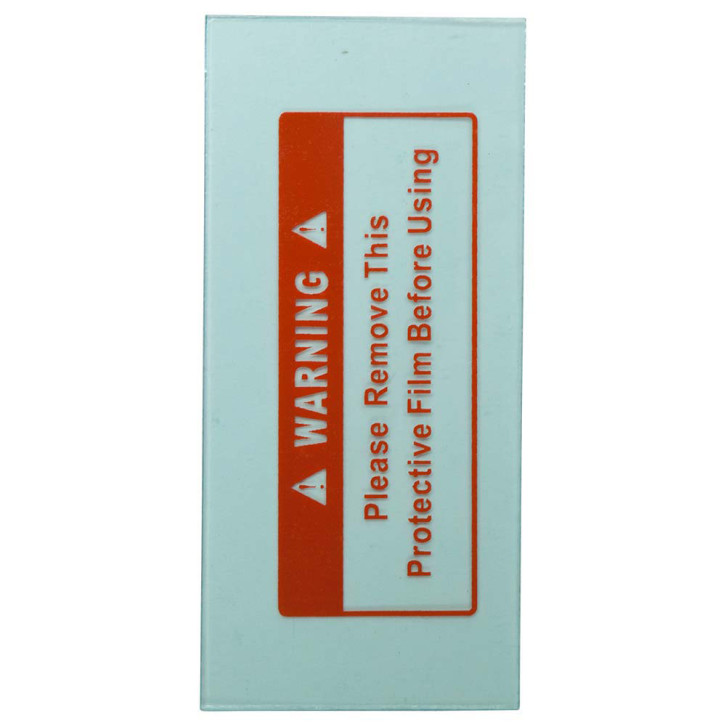 WARNING
Please Remove This
Protective Film Before Using